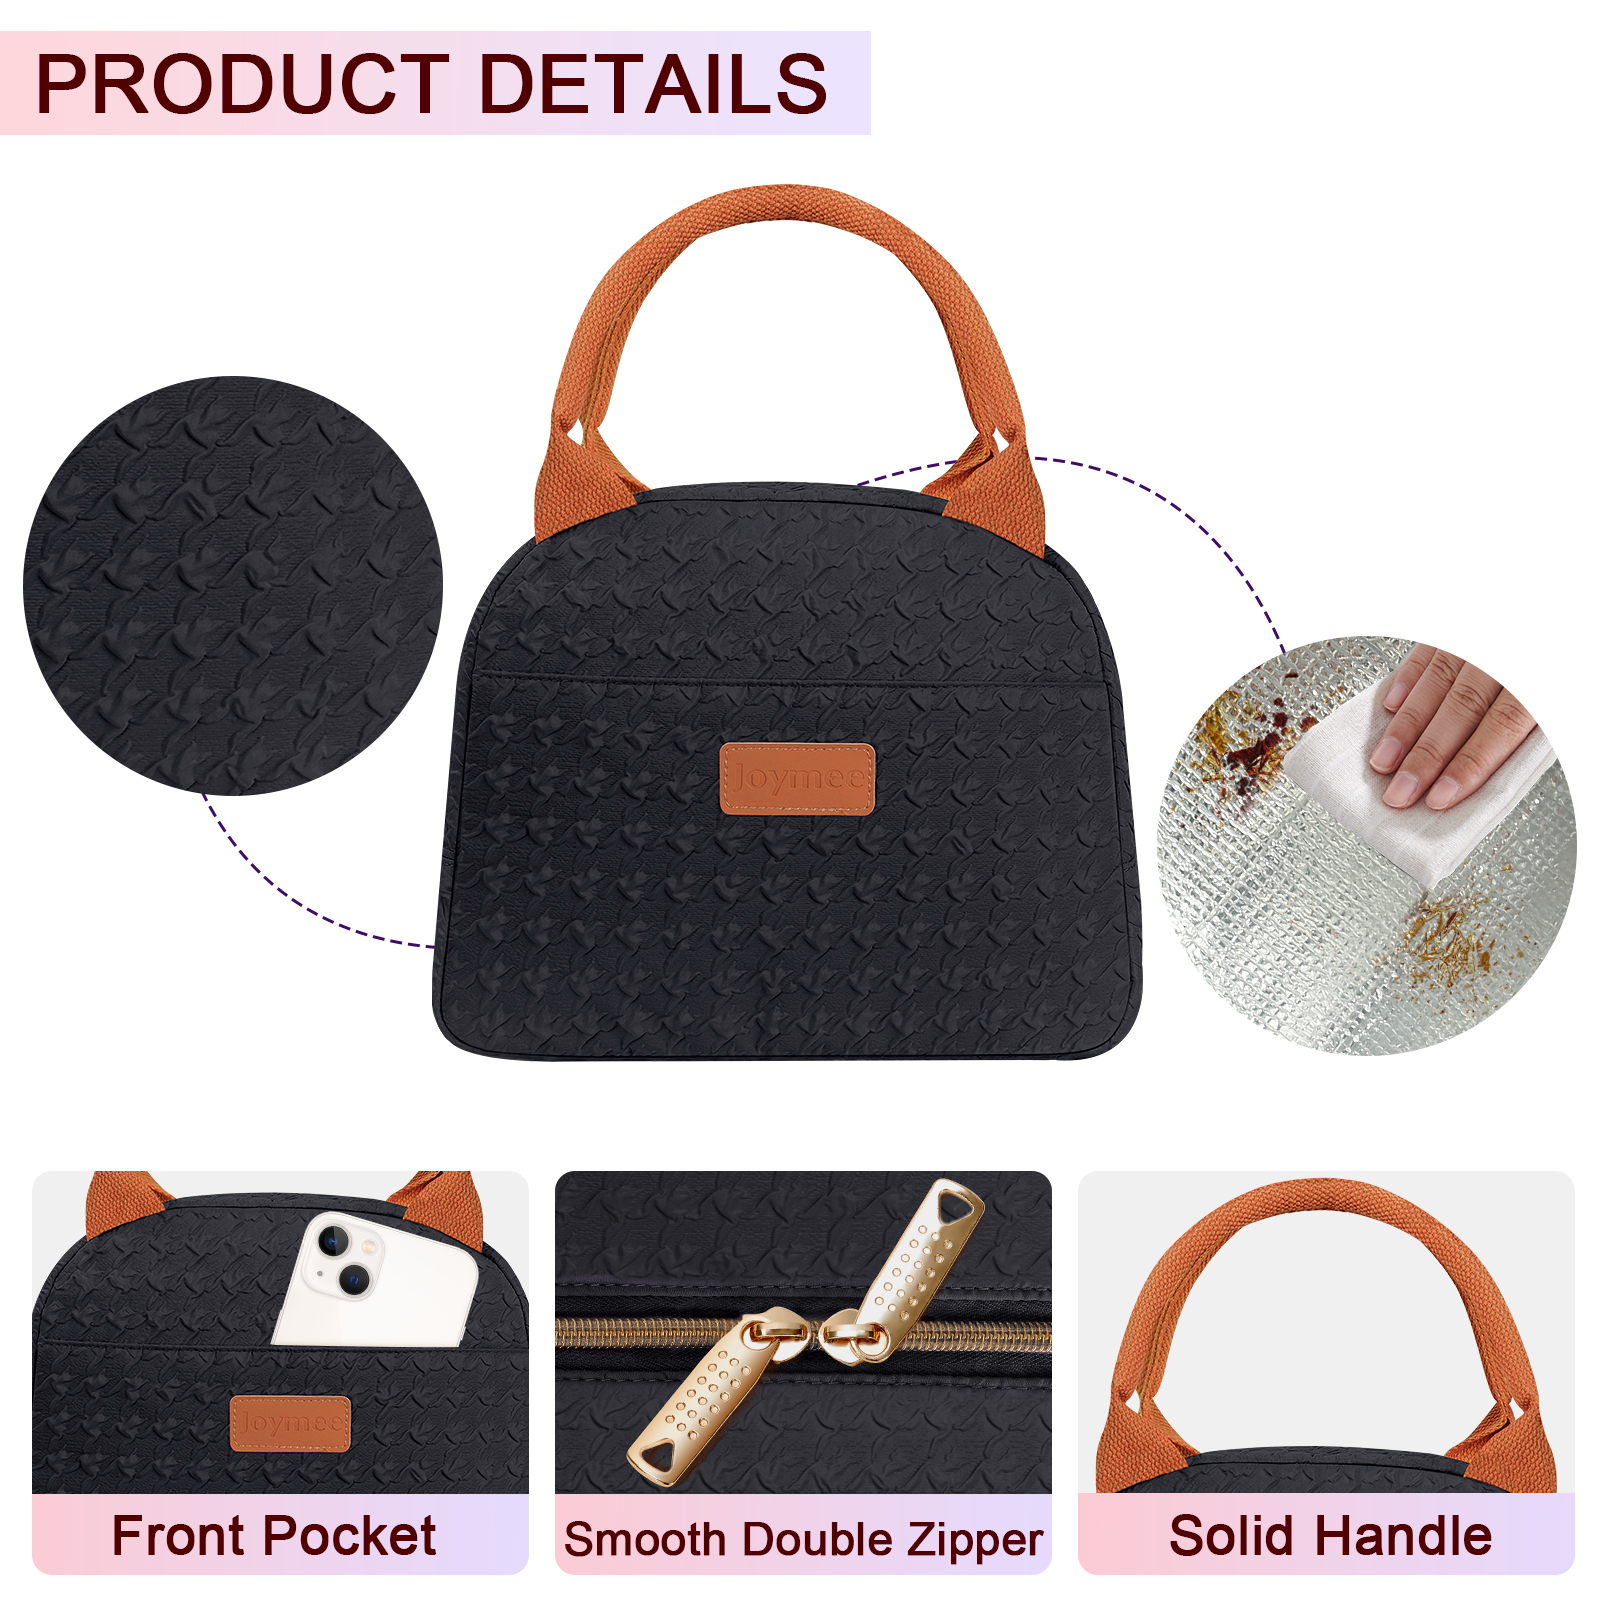 PRODUCT DETAILS
Joymee
Joymee
Front Pocket
Smooth Double Zipper
Solid Handle